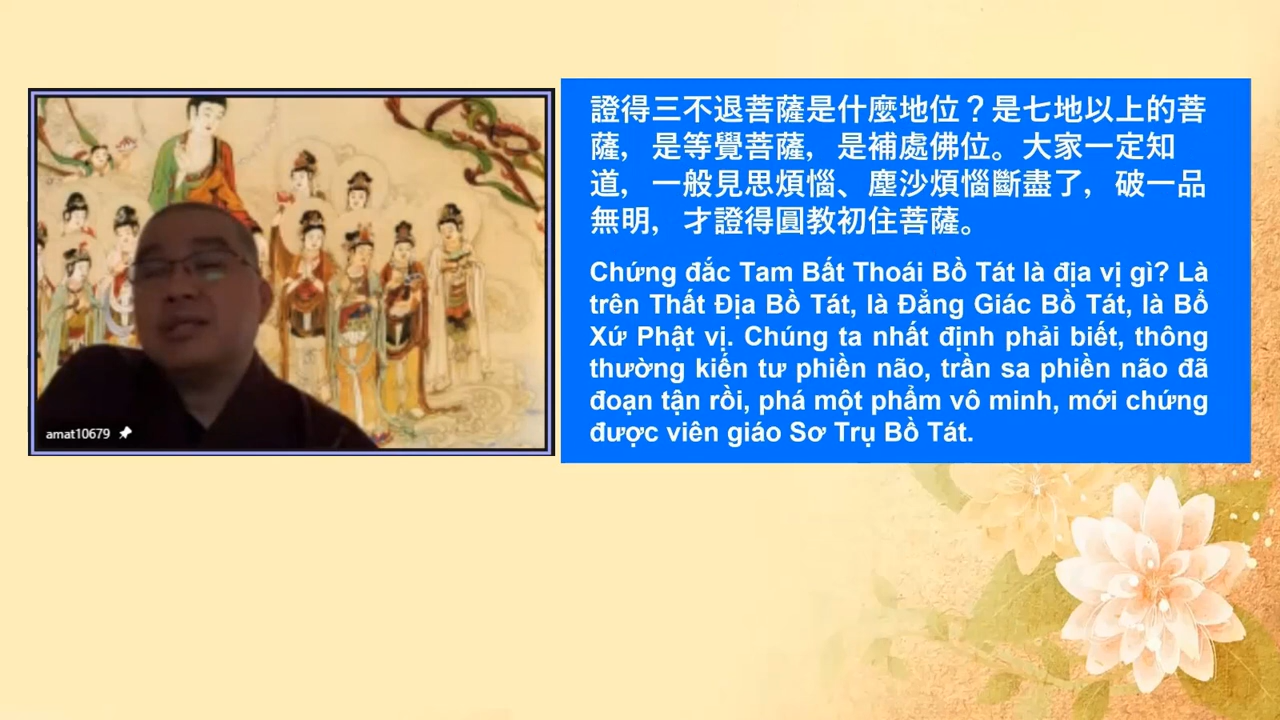 證得三不退菩薩是什麼地位？是七地以上的菩
薩，是等覺菩薩，是補處佛位。大家一定知
道，一般見思煩惱、塵沙煩惱斷盡了，破一品
無明，才證得圓教初住菩薩。
Chứng đắc Tam Bất Thoái Bồ Tát là địa vị gì? Là
trên Thất Địa Bồ Tát, là Đẳng Giác Bồ Tát, là Bổ
Xứ Phật vị. Chúng ta nhất định phải biết, thông
thường kiến tư phiền não, trần sa phiền não đã
đoạn tận rồi, phá một phẩm vô minh, mới chứng
được viên giáo Sơ Trụ Bồ Tát.
amat10679